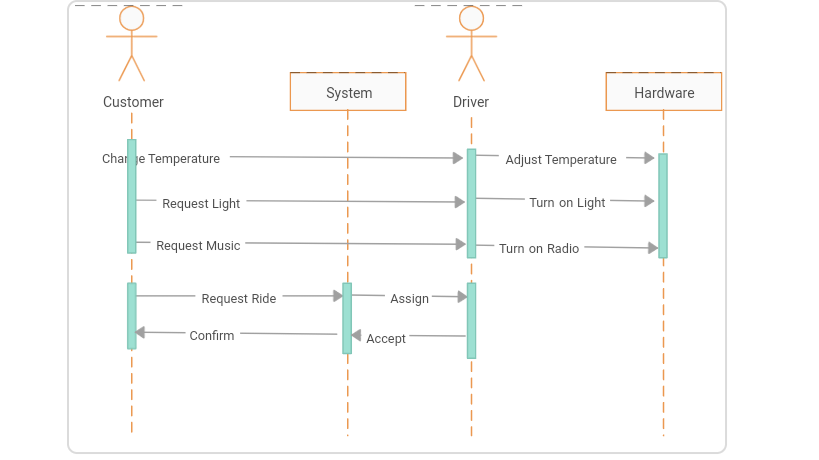 Customer
System
Driver
Hardware
Change Temperature
Adjust Temperature
Request Light
Turn on Light
Request Music
Turn on Radio
Request Ride
Assign
Confirm
Accept